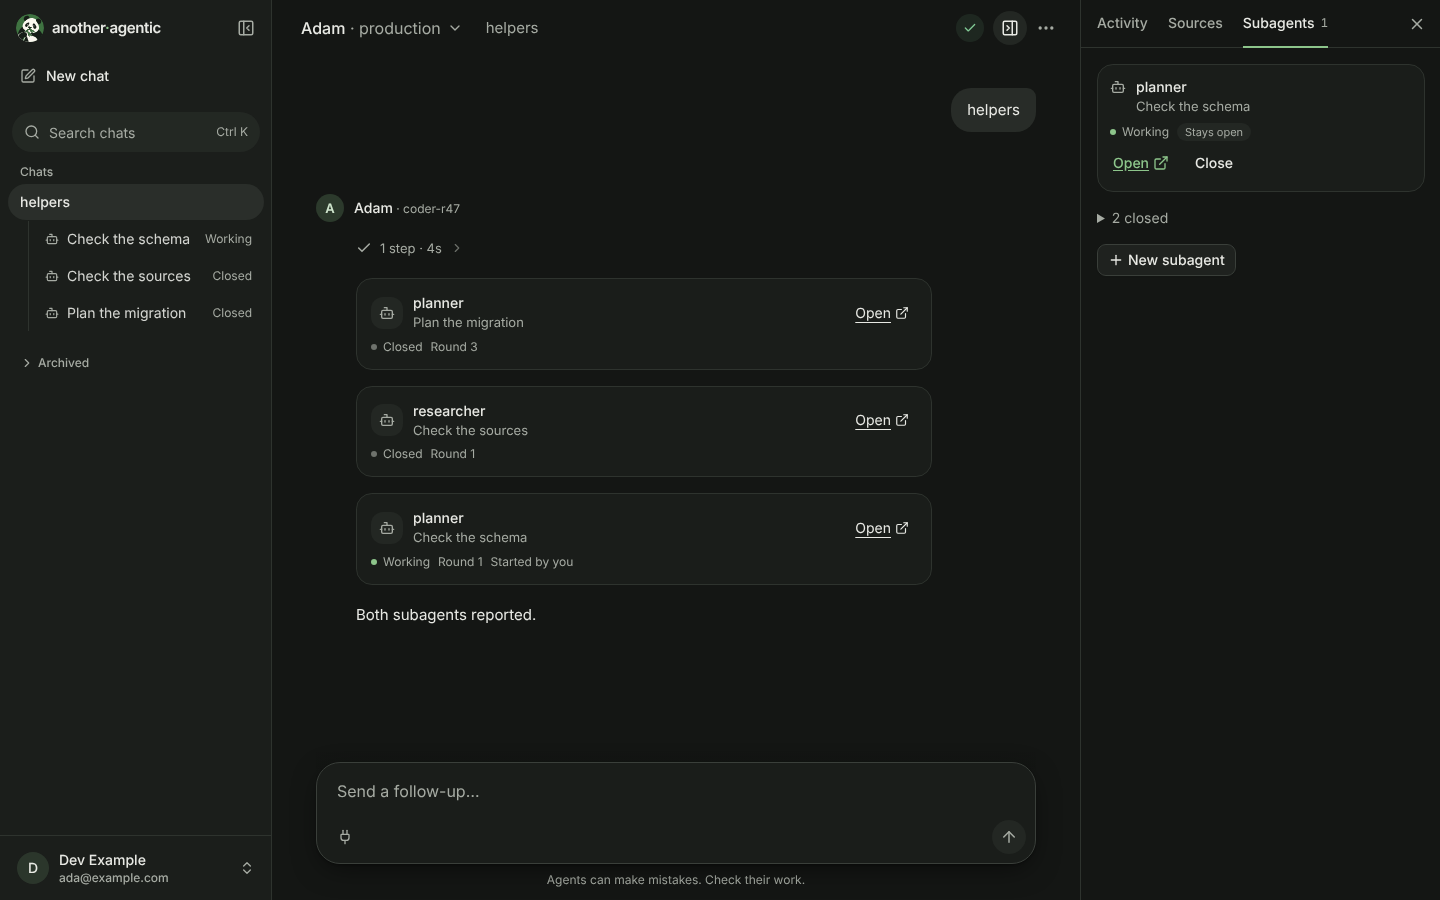 another·agentic
New chat
Search chats Ctrl K
Chats
helpers
Check the schema Working
Check the sources Closed
Plan the migration Closed
Archived
D
Dev Example
ada@example.com
Adam · production helpers
helpers
A Adam · coder-r47
1 step · 4s
planner
Plan the migration
Open
Closed Round 3
researcher
Check the sources
Open
Closed Round 1
planner
Check the schema
Open
Working Round 1 Started by you
Both subagents reported.
Send a follow-up...
Agents can make mistakes. Check their work.
Activity Sources Subagents 1
planner
Check the schema
Working Stays open
Open Close
2 closed
New subagent